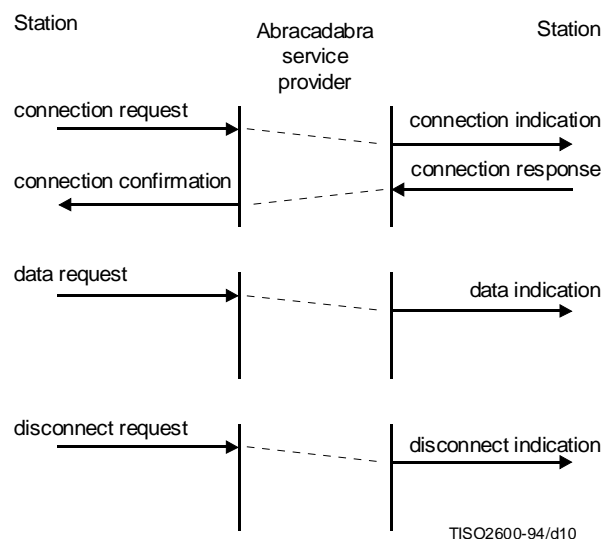 Station
Abracadabra
service
provider
Station
connection request
connection indication
connection confirmation
connection response
data request
data indication
disconnect request
disconnect indication
TISO2600-94/d10